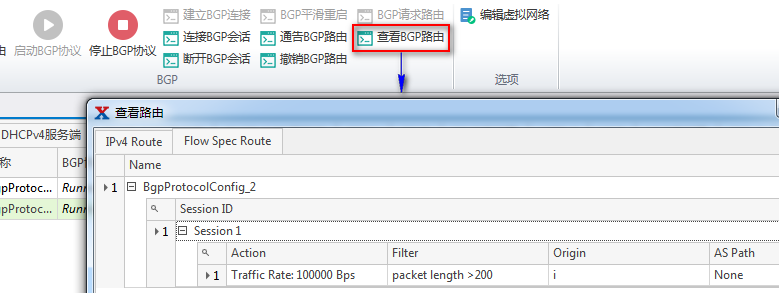 建立BGP连接 BGP平滑重启 BGP请求路由
由 启动BGP协议 停止BGP协议 连接BGP会话 通告BGP路由 查看BGP路由 编辑虚拟网络
断开BGP会话 撤销BGP路由
BGP 选项
查看路由
DHCPv4服务端
IPv4 Route Flow Spec Route
称 BGP
Name
gpProtoc... Runn
1 BgpProtocolConfig_2
gpProtoc... Runn
Session ID
1 Session 1
Action Filter Origin AS Path
1 Traffic Rate: 100000 Bps packet length >200 i None